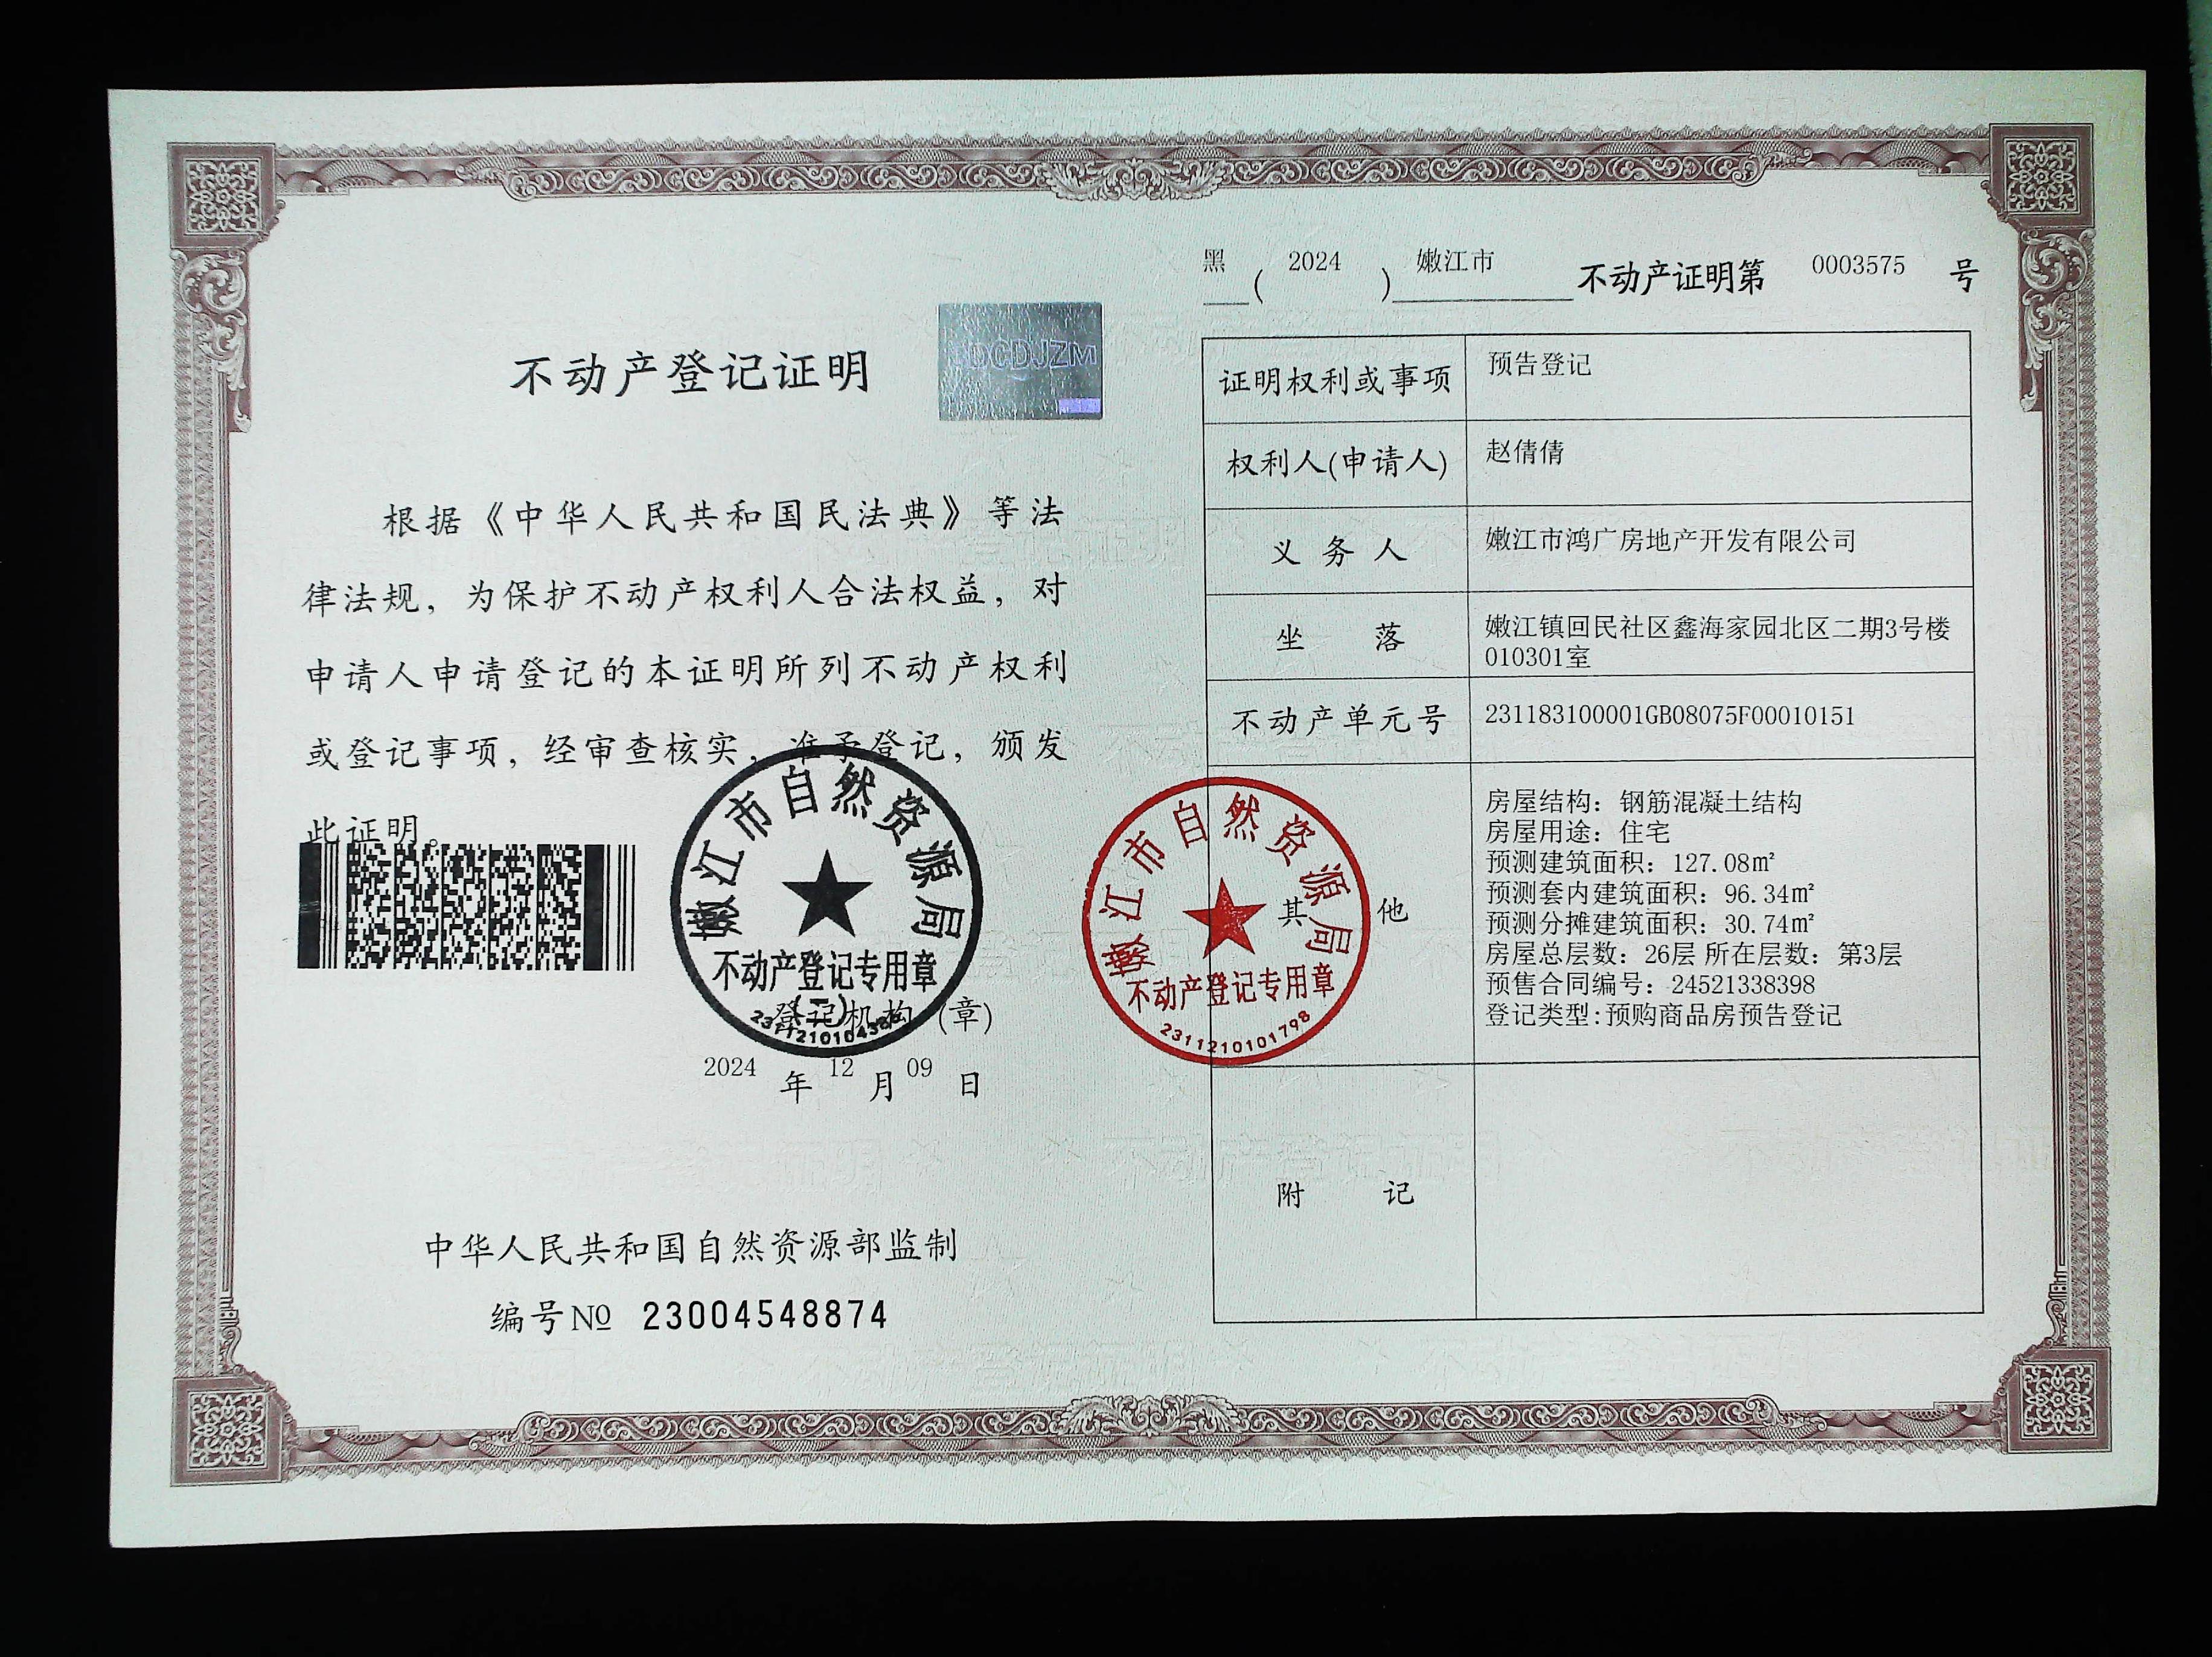 不动产登记证明
BDCDJZM
根据《中华人民共和国民法典》等法
律法规，为保护不动产权利人合法权益，对
申请人申请登记的本证明所列不动产权利
或登记事项，经审查核实，准予登记，颁发
此证明。
嫩江市自然资源局
不动产登记专用章
(二)
登记机构(章)
2024 年 12 月 09 日
中华人民共和国自然资源部监制
编号№ 23004548874
黑 ( 2024 ) 嫩江市 不动产证明第 0003575 号
证明权利或事项 预告登记
权利人(申请人) 赵倩倩
义务人 嫩江市鸿广房地产开发有限公司
坐落 嫩江镇回民社区鑫海家园北区二期3号楼
010301室
不动产单元号 231183100001GB08075F00010151
其他
房屋结构：钢筋混凝土结构
房屋用途：住宅
预测建筑面积：127.08㎡
预测套内建筑面积：96.34㎡
预测分摊建筑面积：30.74㎡
房屋总层数：26层 所在层数：第3层
预售合同编号：24521338398
登记类型:预购商品房预告登记
嫩江市自然资源局
不动产登记专用章
2311210101798
附记